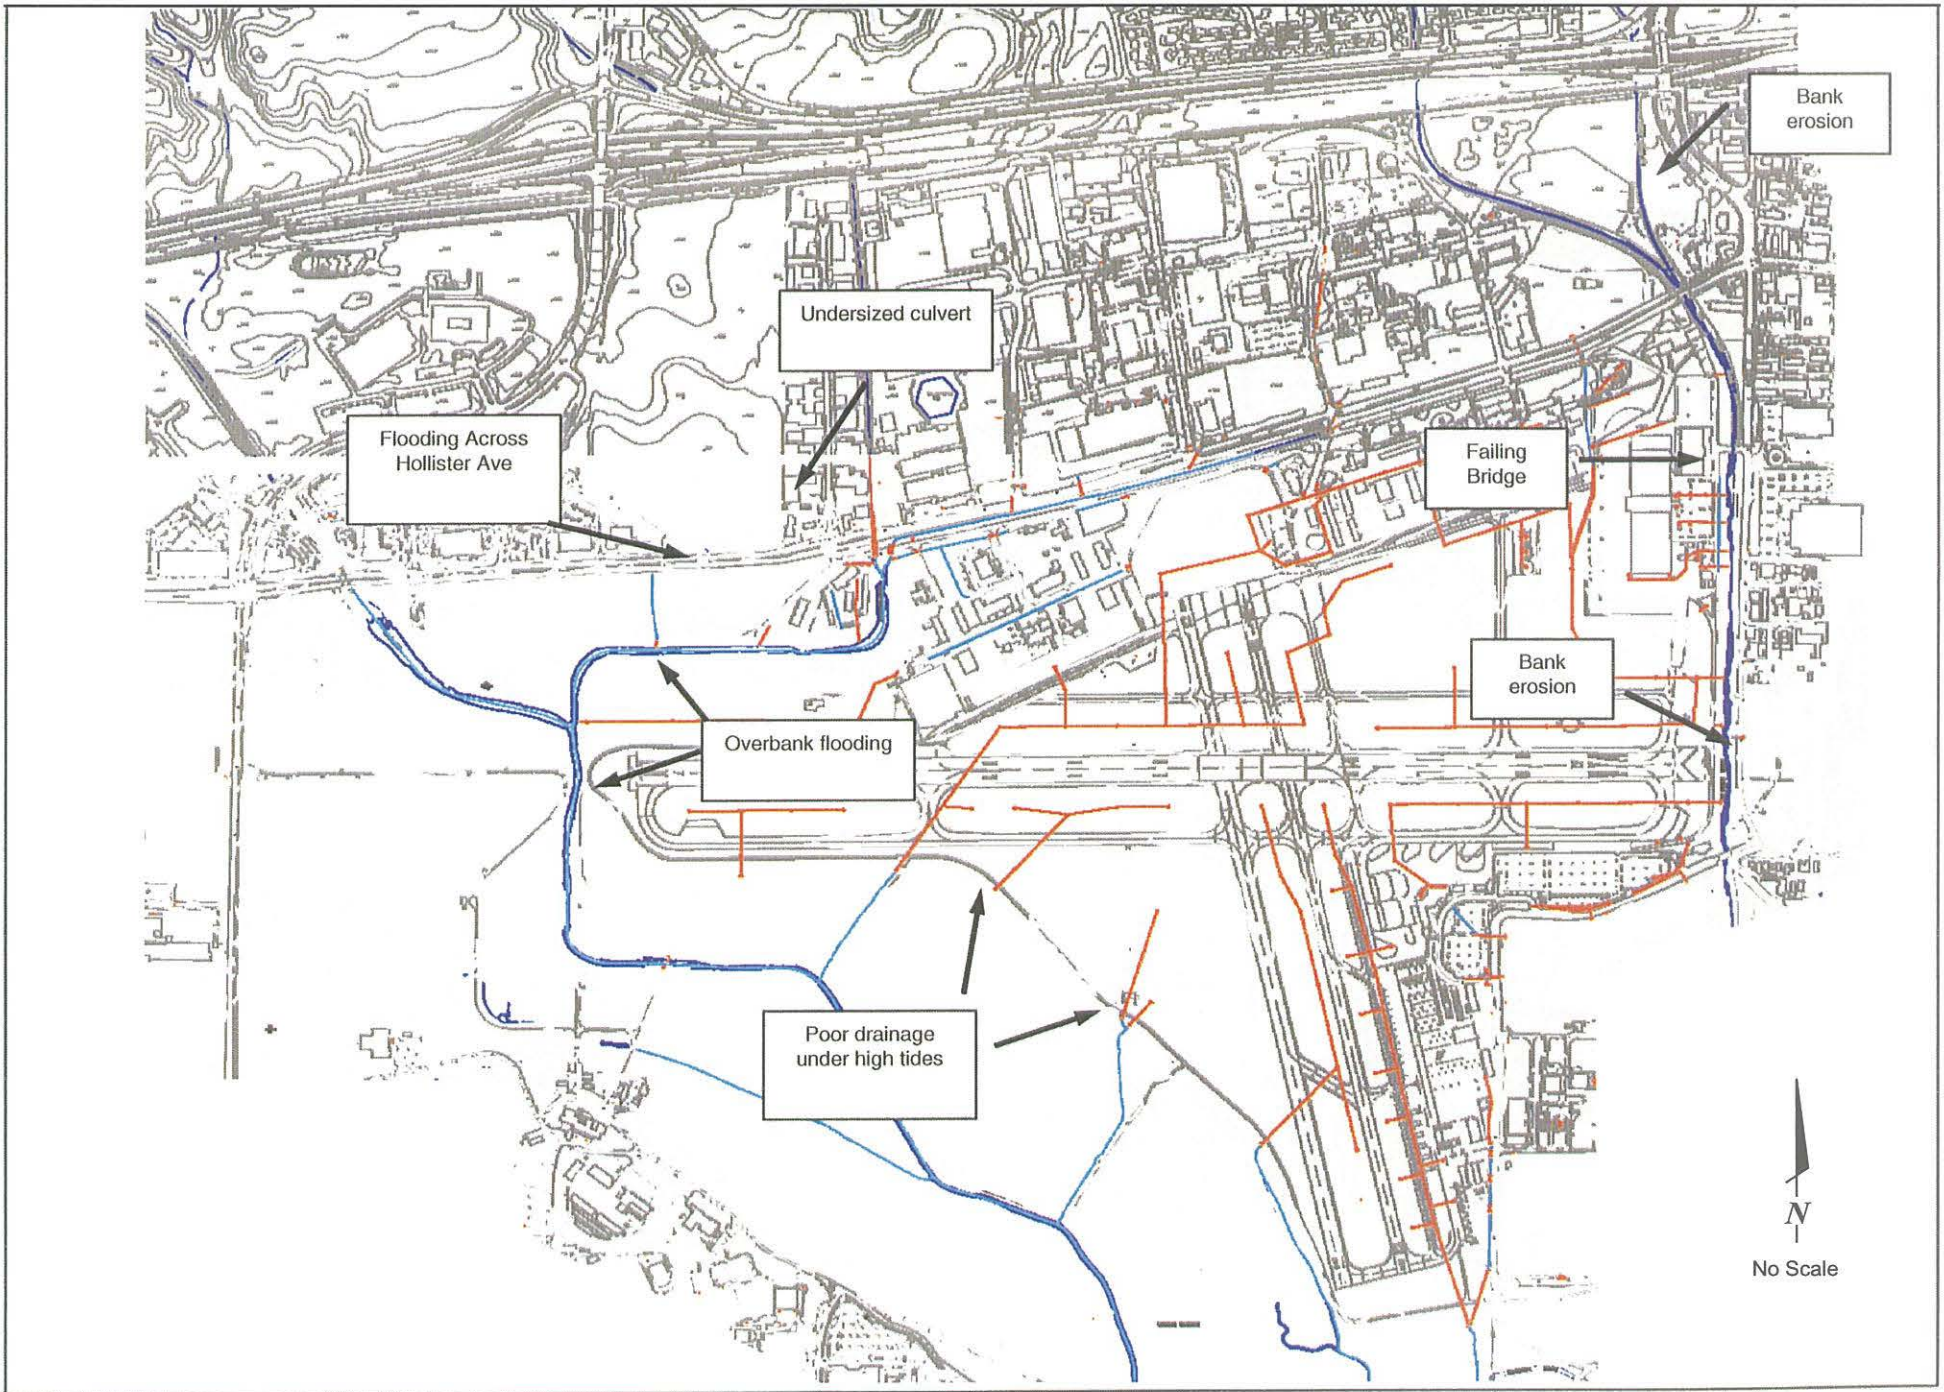 Bank
erosion
Undersized culvert
Flooding Across
Hollister Ave
Failing
Bridge
Bank
erosion
Overbank flooding
Poor drainage
under high tides
N
No Scale